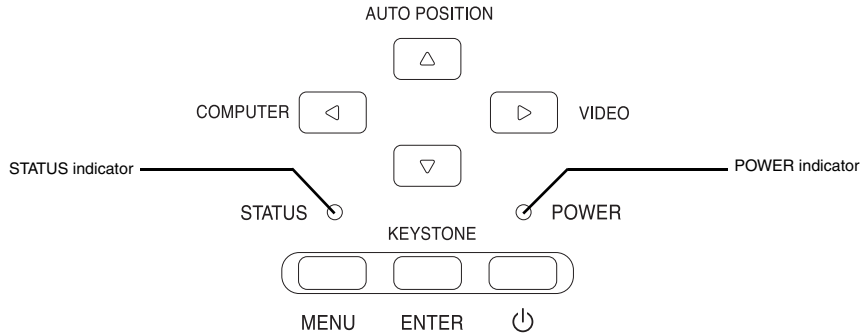 AUTO POSITION
COMPUTER
VIDEO
STATUS indicator
POWER indicator
STATUS
POWER
KEYSTONE
MENU
ENTER